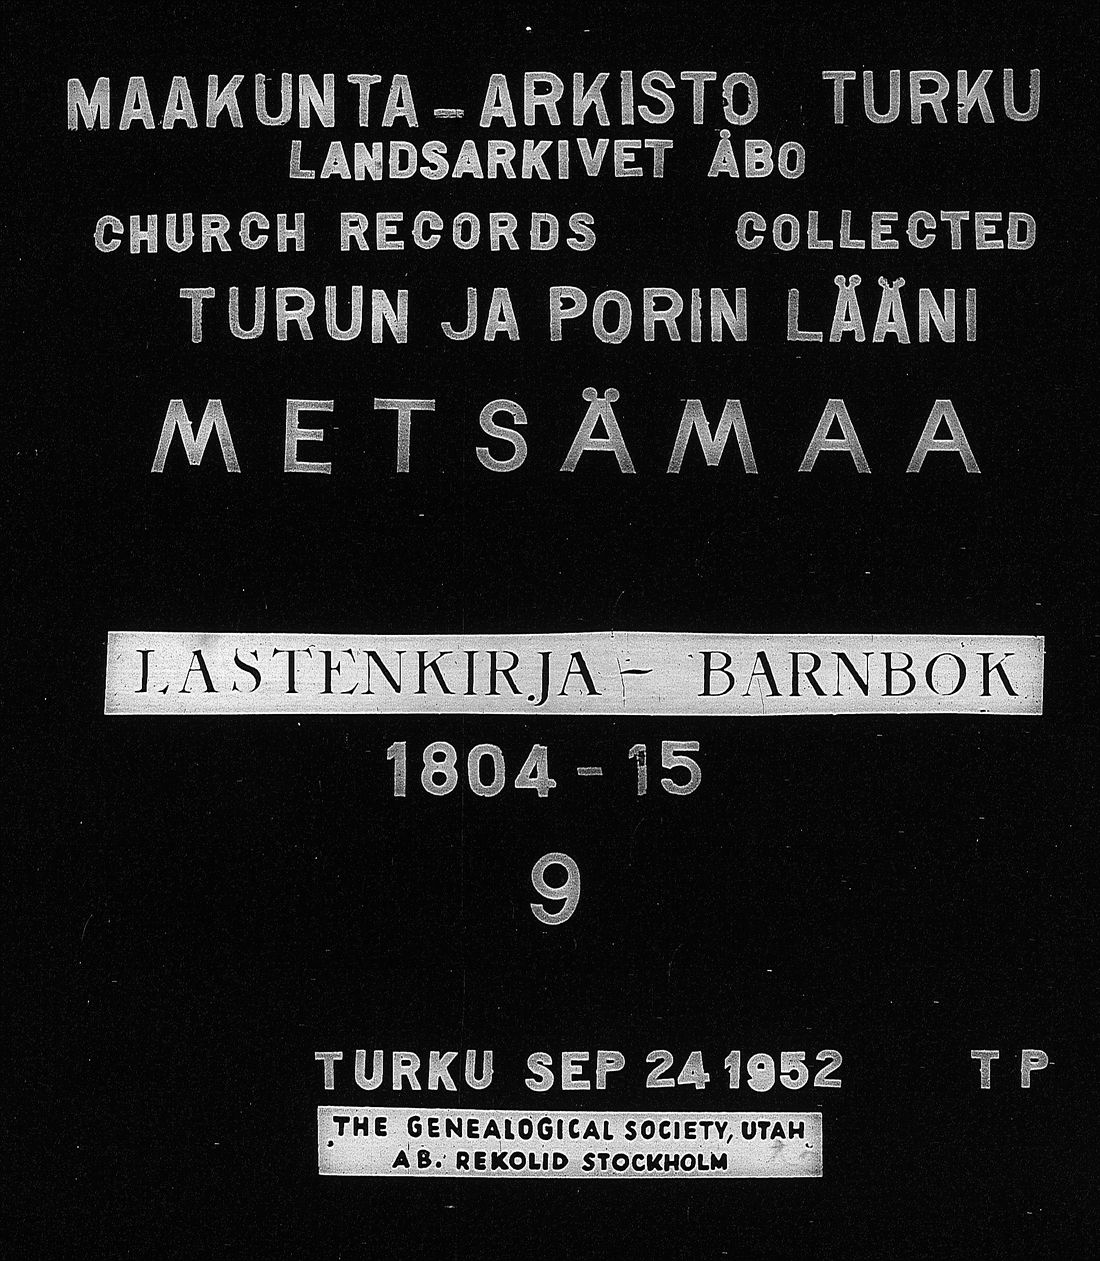 MAAKUNTA - ARKISTO TURKU
LANDSARKIVET ÅBO
CHURCH RECORDS COLLECTED
TURUN JA PORIN LÄÄNI
METSÄMAA
LASTENKIRJA - BARNBOK
1804 - 15
9
TURKU SEP 24 1952 T P
THE GENEALOGICAL SOCIETY, UTAH
AB. REKOLID STOCKHOLM